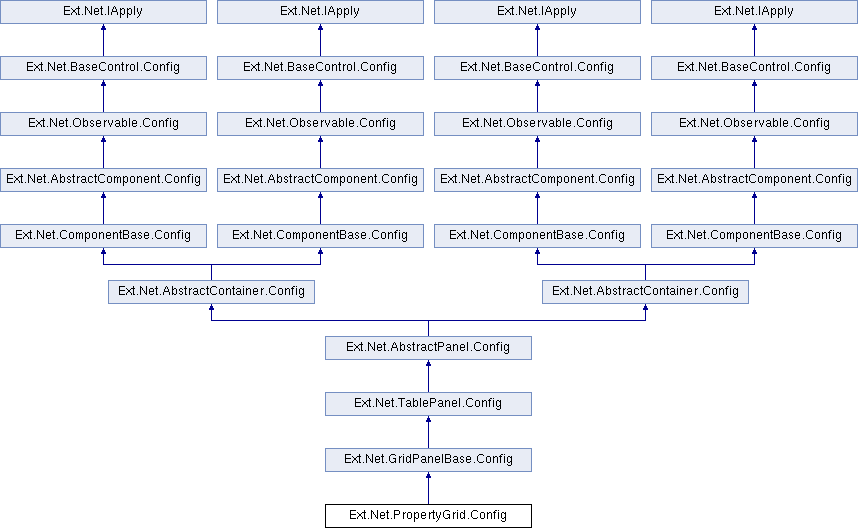 Ext.Net.IApply
Ext.Net.IApply
Ext.Net.IApply
Ext.Net.IApply
Ext.Net.BaseControl.Config
Ext.Net.BaseControl.Config
Ext.Net.BaseControl.Config
Ext.Net.BaseControl.Config
Ext.Net.Observable.Config
Ext.Net.Observable.Config
Ext.Net.Observable.Config
Ext.Net.Observable.Config
Ext.Net.AbstractComponent.Config
Ext.Net.AbstractComponent.Config
Ext.Net.AbstractComponent.Config
Ext.Net.AbstractComponent.Config
Ext.Net.ComponentBase.Config
Ext.Net.ComponentBase.Config
Ext.Net.ComponentBase.Config
Ext.Net.ComponentBase.Config
Ext.Net.AbstractContainer.Config
Ext.Net.AbstractContainer.Config
Ext.Net.AbstractPanel.Config
Ext.Net.TablePanel.Config
Ext.Net.GridPanelBase.Config
Ext.Net.PropertyGrid.Config